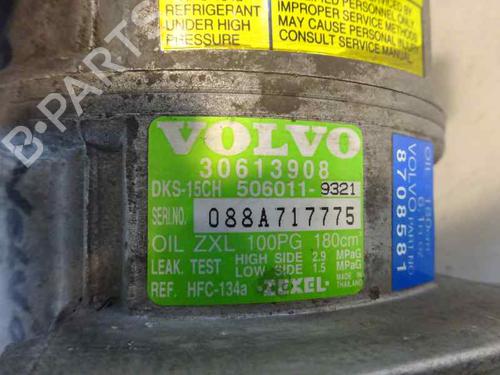 REFRIGERANT
UNDER HIGH
PRESSURE
IMPROPER SERVICE METHODS
MAY CAUSE PERSONAL INJURY
CONSULT SERVICE MANUAL
B-PARTS
VOLVO
30613908
DKS-15CH 506011-9321
SERI.NO. 088A717775
OIL ZXL 100PG 180cm³
LEAK. TEST HIGH SIDE 2.9 MPaG
LOW SIDE 1.5 MPaG
REF. HFC-134a ZEXEL MADE IN
VOLVO PART NO
8708581